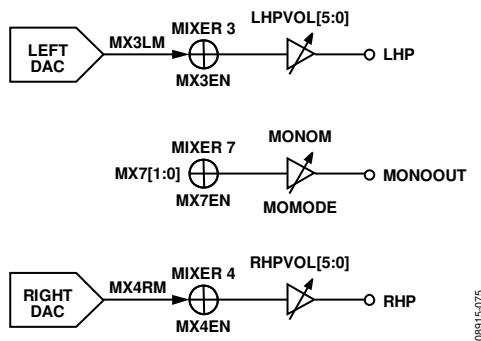 LEFT
DAC
MX3LM
MIXER 3
MX3EN
LHPVOL[5:0]
LHP
MIXER 7
MX7[1:0]
MX7EN
MONOM
MOMODE
MONOOUT
RIGHT
DAC
MX4RM
MIXER 4
MX4EN
RHPVOL[5:0]
RHP
08915-075